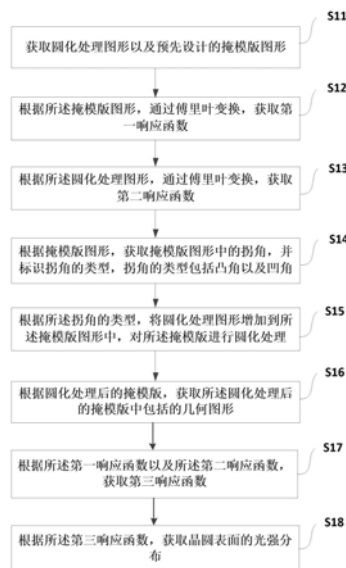 S11
获取圆化处理图形以及预先设计的掩模版图形
S12
根据所述掩模版图形，通过傅里叶变换，获取第
一响应函数
S13
根据所述圆化处理图形，通过傅里叶变换，获取
第二响应函数
S14
根据掩模版图形，获取掩模版图形中的拐角，并
标识拐角的类型，拐角的类型包括凸角以及凹角
S15
根据所述拐角的类型，将圆化处理图形增加到所
述掩模版图形中，对所述掩模版进行圆化处理
S16
根据圆化处理后的掩模版，获取所述圆化处理后
的掩模版中包括的几何图形
S17
根据所述第一响应函数以及所述第二响应函数，
获取第三响应函数
S18
根据所述第三响应函数，获取晶圆表面的光强分
布